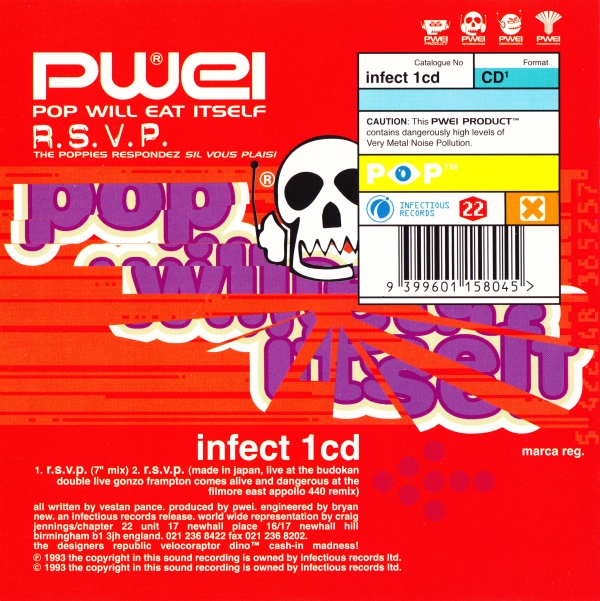 PWEI PRODUCT
PWEI
PWEI
PWEI
pwei®
POP WILL EAT ITSELF
R.S.V.P.
THE POPPIES RESPONDEZ SIL VOUS PLAIS!
Catalogue No
Format
infect 1cd
CD¹
CAUTION: This PWEI PRODUCT™
contains dangerously high levels of
Very Metal Noise Pollution.
POP™
INFECTIOUS
RECORDS
22
9 399601 158045 >
®
pop
will eat
itself
infect 1cd
marca reg.
1. r.s.v.p. (7" mix) 2. r.s.v.p. (made in japan, live at the budokan
double live gonzo frampton comes alive and dangerous at the
filmore east appollo 440 remix)
all written by vestan pance. produced by pwei. engineered by bryan
new. an infectious records release. world wide representation by craig
jennings/chapter 22 unit 17 newhall place 16/17 newhall hill
birmingham b1 3jh england. 021 236 8422 fax 021 236 8202.
the designers republic velocoraptor dino™ cash-in madness!
℗ 1993 the copyright in this sound recording is owned by infectious records ltd.
© 1993 the copyright in this sound recording is owned by infectious records ltd.